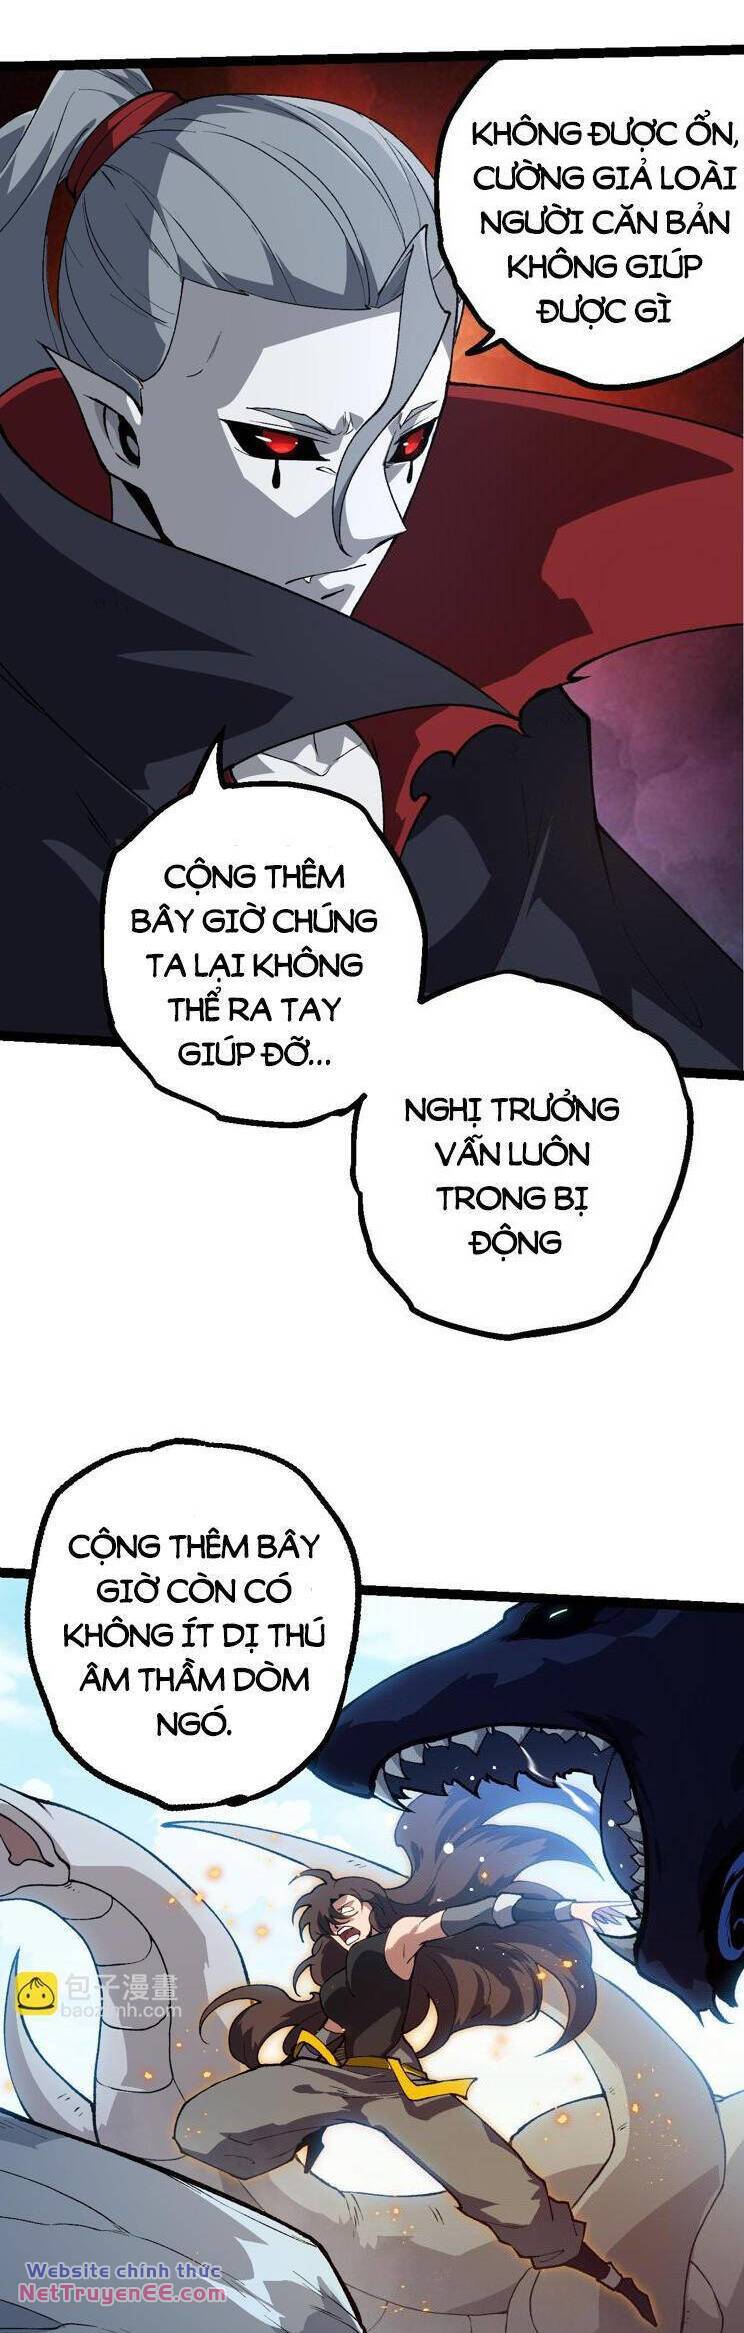 KHÔNG ĐƯỢC ỔN,
CƯỜNG GIẢ LOÀI
NGƯỜI CĂN BẢN
KHÔNG GIÚP
ĐƯỢC GÌ
CỘNG THÊM
BÂY GIỜ CHÚNG
TA LẠI KHÔNG
THỂ RA TAY
GIÚP ĐỠ...
NGHỊ TRƯỞNG
VẪN LUÔN
TRONG BỊ
ĐỘNG
CỘNG THÊM BÂY
GIỜ CÒN CÓ
KHÔNG ÍT DỊ THÚ
ÂM THẦM DÒM
NGÓ.
包子漫畫
baozimh.com
Website chính thức
NetTruyenEE.com